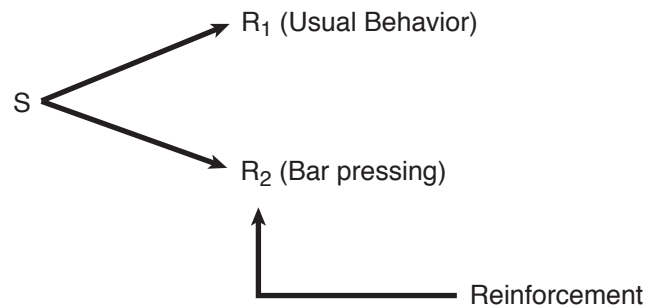 R₁ (Usual Behavior)
S
R₂ (Bar pressing)
Reinforcement